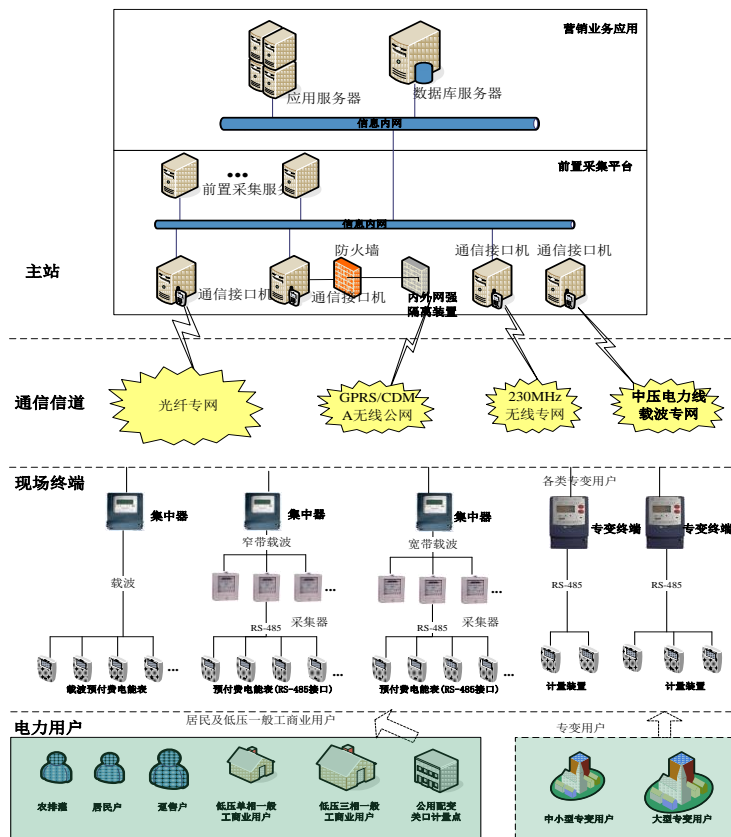 营销业务应用
应用服务器
数据库服务器
信息内网
前置采集平台
前置采集服
信息内网
主站
防火墙
通信接口机
通信接口机
通信接口机
通信接口机
内外网强
隔离装置
通信信道
光纤专网
GPRS/CDM
A无线公网
230MHz
无线专网
中压电力线
载波专网
现场终端
各类专变用户
集中器
集中器
集中器
专变终端
专变终端
窄带载波
宽带载波
载波
RS-485
RS-485
采集器
采集器
RS-485
RS-485
载波预付费电能表
预付费电能表(RS-485接口)
预付费电能表(RS-485接口)
计量装置
计量装置
电力用户
居民及低压一般工商业用户
专变用户
农排灌
居民户
趸售户
低压单相一般
工商业用户
低压三相一般
工商业用户
公用配变
关口计量点
中小型专变用户
大型专变用户